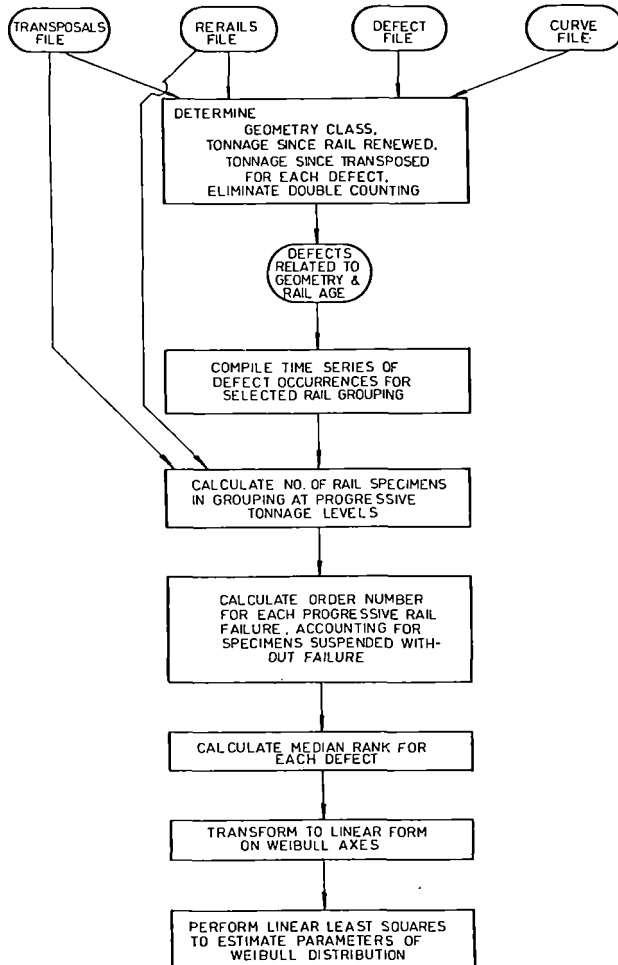 TRANSPOSALS
FILE
RERAILS
FILE
DEFECT
FILE
CURVE
FILE.
DETERMINE
GEOMETRY CLASS,
TONNAGE SINCE RAIL RENEWED,
TONNAGE SINCE TRANSPOSED
FOR EACH DEFECT,
ELIMINATE DOUBLE COUNTING
DEFECTS
RELATED TO
GEOMETRY &
RAIL AGE
COMPILE TIME SERIES OF
DEFECT OCCURRENCES FOR
SELECTED RAIL GROUPING
CALCULATE NO. OF RAIL SPECIMENS
IN GROUPING AT PROGRESSIVE
TONNAGE LEVELS
CALCULATE ORDER NUMBER
FOR EACH PROGRESSIVE RAIL
FAILURE, ACCOUNTING FOR
SPECIMENS SUSPENDED WITH-
OUT FAILURE
CALCULATE MEDIAN RANK FOR
EACH DEFECT
TRANSFORM TO LINEAR FORM
ON WEIBULL AXES
PERFORM LINEAR LEAST SQUARES
TO ESTIMATE PARAMETERS OF
WEIBULL DISTRIBUTION